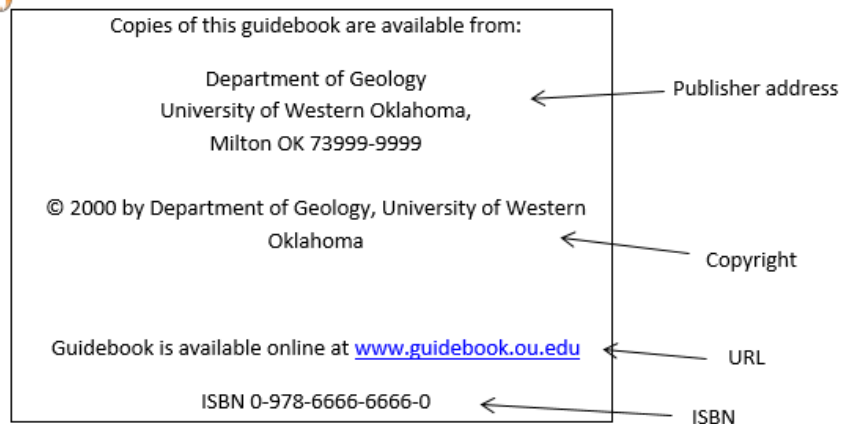 Copies of this guidebook are available from:
Department of Geology
University of Western Oklahoma,
Milton OK 73999-9999
Publisher address
© 2000 by Department of Geology, University of Western
Oklahoma
Copyright
Guidebook is available online at www.guidebook.ou.edu
URL
ISBN 0-978-6666-6666-0
ISBN